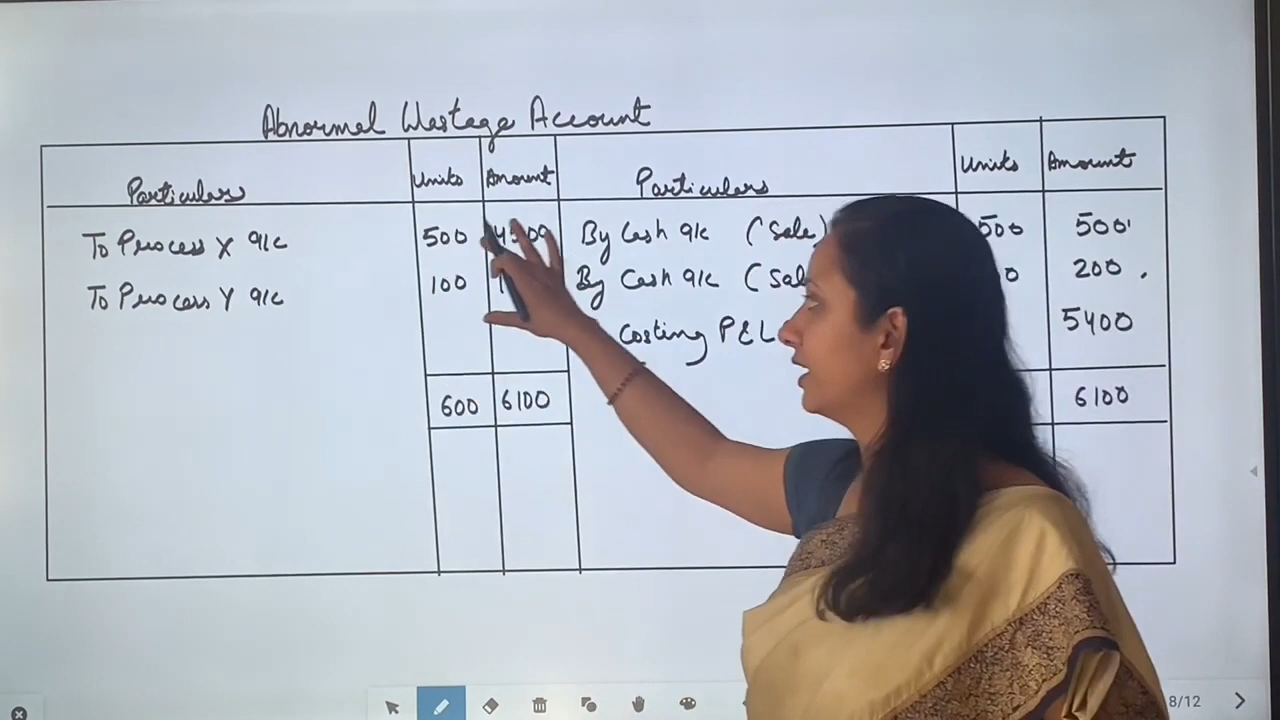 Abnormal Wastage Account
Particulars Units Amount Particulars Units Amount
To Process X a/c 500 By Cash a/c (Sale) 500 500
To Process Y a/c 100 By Cash a/c 200
Costing P&L 5400
600 6100 6100
8/12